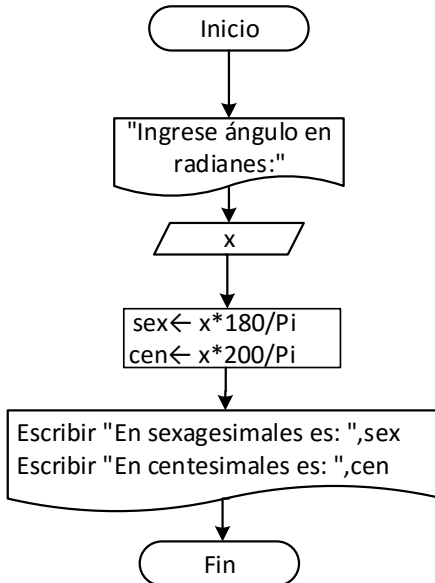 Inicio
"Ingrese ángulo en
radianes:"
x
sex← x*180/Pi
cen← x*200/Pi
Escribir "En sexagesimales es: ",sex
Escribir "En centesimales es: ",cen
Fin